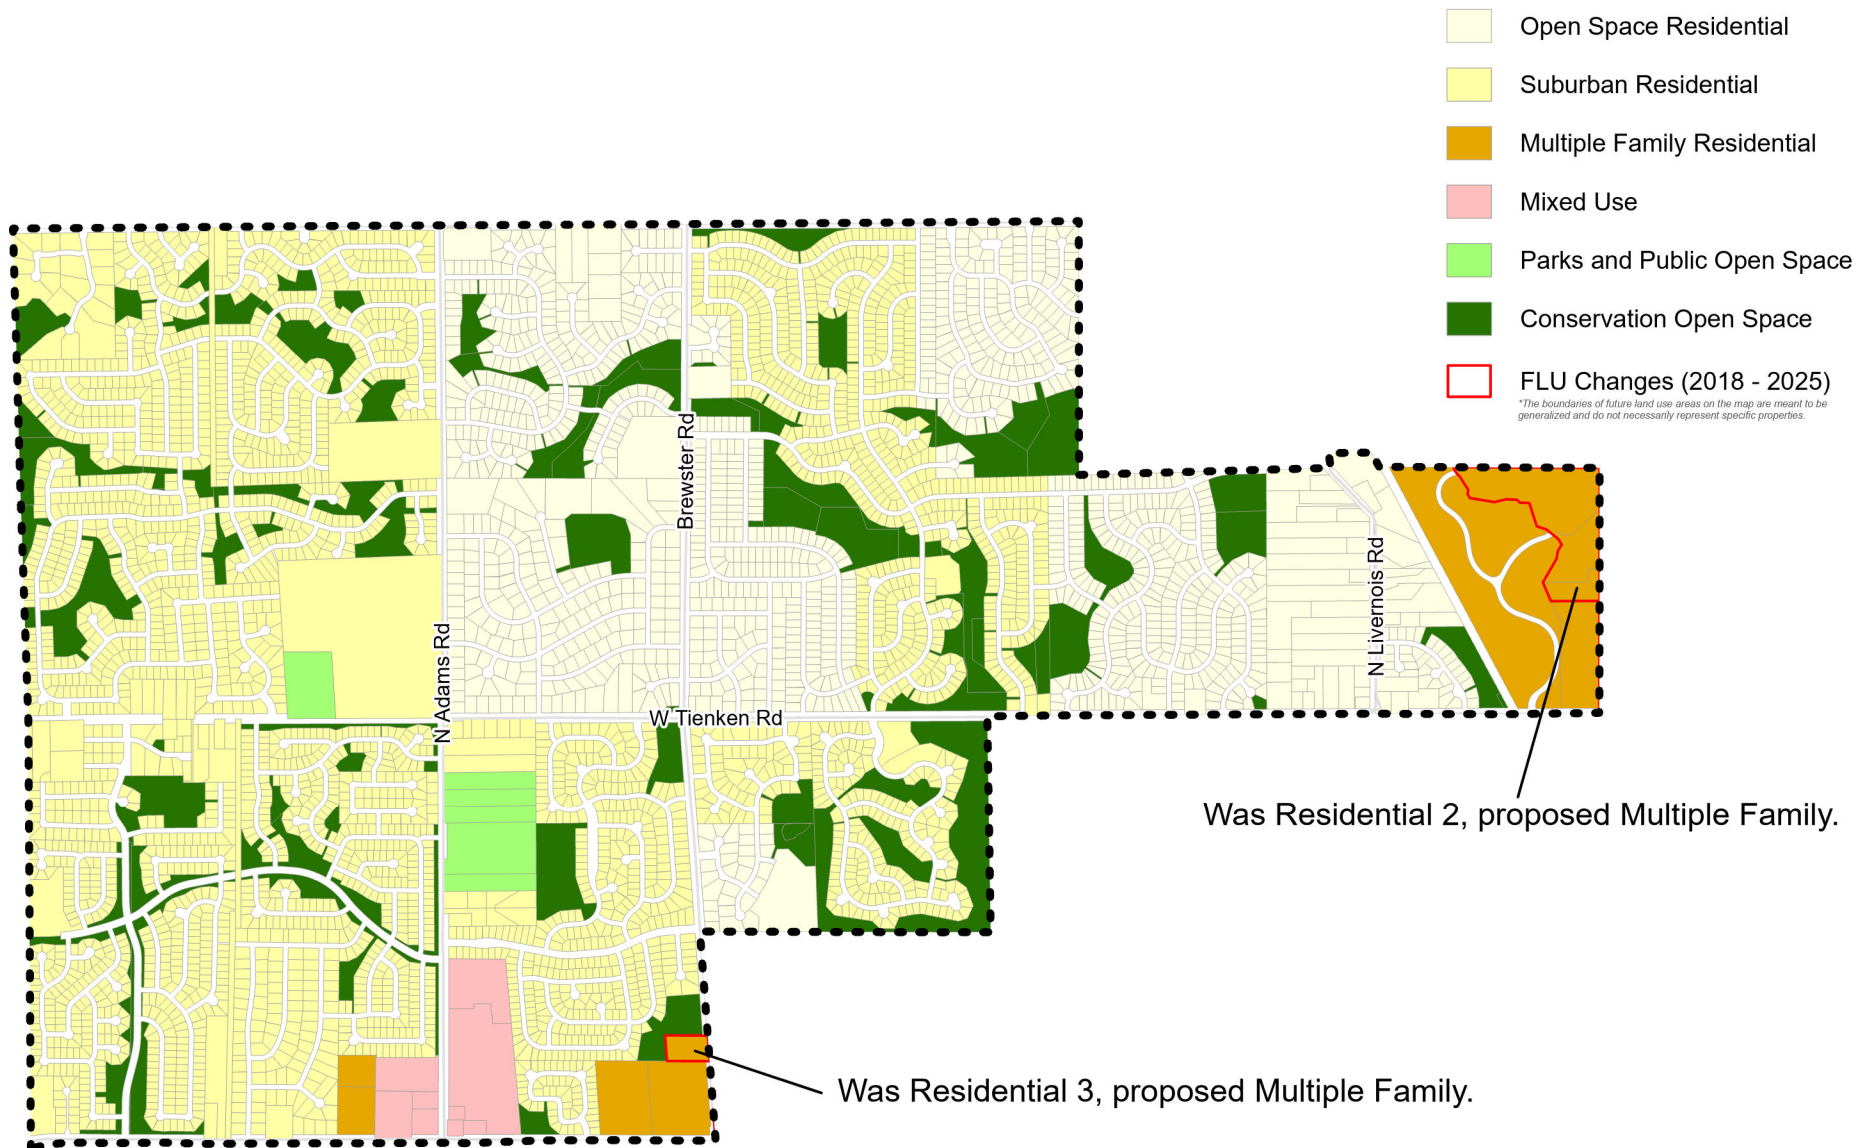 Open Space Residential
Suburban Residential
Multiple Family Residential
Mixed Use
Parks and Public Open Space
Conservation Open Space
FLU Changes (2018 - 2025)
*The boundaries of future land use areas on the map are meant to be
generalized and do not necessarily represent specific properties.
Brewster Rd
N Livernois Rd
N Adams Rd
W Tienken Rd
Was Residential 2, proposed Multiple Family.
Was Residential 3, proposed Multiple Family.